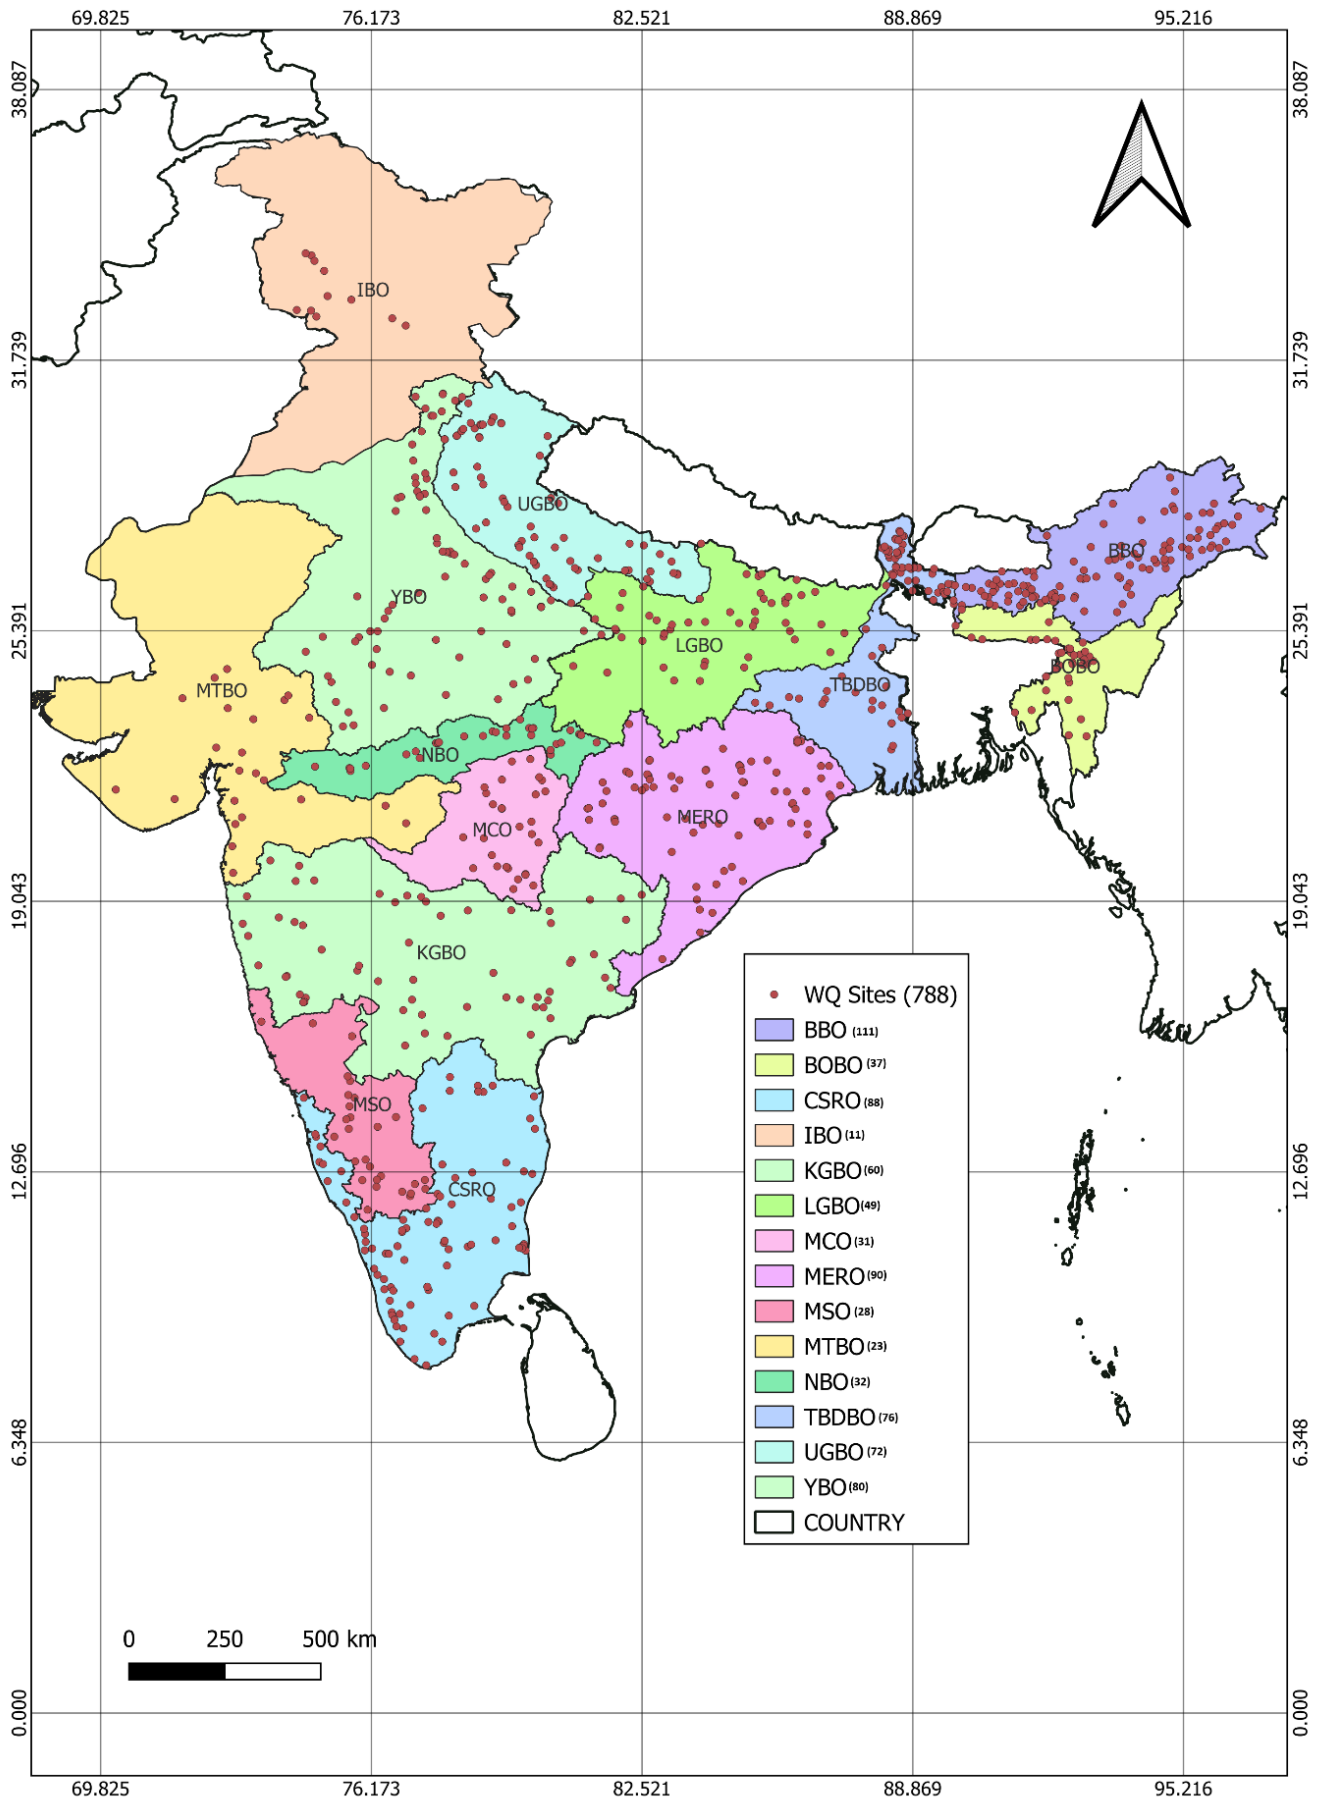 69.825 76.173 82.521 88.869 95.216
38.087 38.087
IBO
31.739 31.739
UGBO
BBO
YBO
25.391 25.391
LGBO
BOBO
TBDBO
MTBO
NBO
MERO
MCO
19.043 19.043
KGBO
WQ Sites (788)
BBO (111)
BOBO (37)
CSRO (88)
MSO
IBO (11)
KGBO (60)
12.696 12.696
CSRO
LGBO (49)
MCO (31)
MERO (90)
MSO (28)
MTBO (23)
NBO (32)
TBDBO (76)
6.348 6.348
UGBO (72)
YBO (80)
COUNTRY
0 250 500 km
0.000 0.000
69.825 76.173 82.521 88.869 95.216